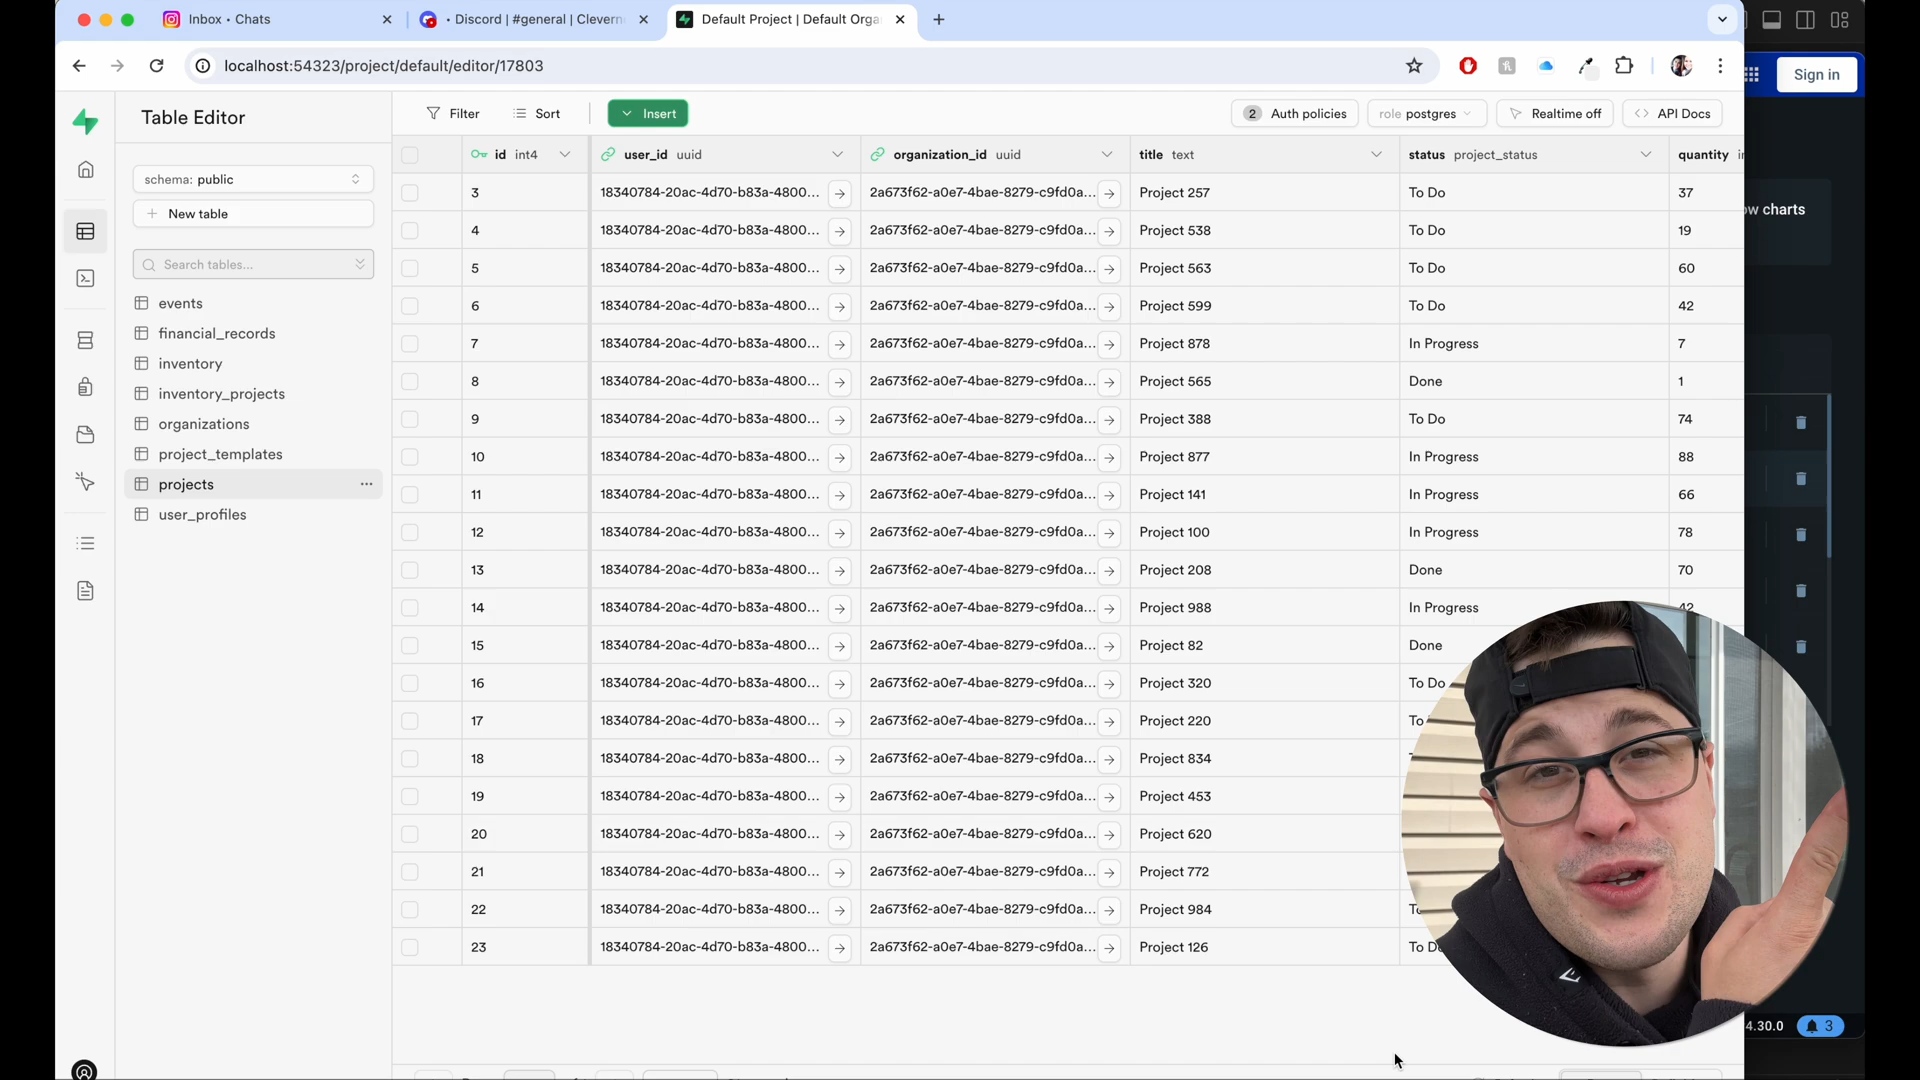 Inbox • Chats
• Discord | #general | Clevern
Default Project | Default Orga
localhost:54323/project/default/editor/17803
Sign in
Table Editor
Filter
Sort
Insert
2 Auth policies
role postgres
Realtime off
API Docs
schema: public
New table
Search tables...
events
financial_records
inventory
inventory_projects
organizations
project_templates
projects
user_profiles
id int4 user_id uuid organization_id uuid title text status project_status quantity
3 18340784-20ac-4d70-b83a-4800... 2a673f62-a0e7-4bae-8279-c9fd0a... Project 257 To Do 37
4 18340784-20ac-4d70-b83a-4800... 2a673f62-a0e7-4bae-8279-c9fd0a... Project 538 To Do 19
5 18340784-20ac-4d70-b83a-4800... 2a673f62-a0e7-4bae-8279-c9fd0a... Project 563 To Do 60
6 18340784-20ac-4d70-b83a-4800... 2a673f62-a0e7-4bae-8279-c9fd0a... Project 599 To Do 42
7 18340784-20ac-4d70-b83a-4800... 2a673f62-a0e7-4bae-8279-c9fd0a... Project 878 In Progress 7
8 18340784-20ac-4d70-b83a-4800... 2a673f62-a0e7-4bae-8279-c9fd0a... Project 565 Done 1
9 18340784-20ac-4d70-b83a-4800... 2a673f62-a0e7-4bae-8279-c9fd0a... Project 388 To Do 74
10 18340784-20ac-4d70-b83a-4800... 2a673f62-a0e7-4bae-8279-c9fd0a... Project 877 In Progress 88
11 18340784-20ac-4d70-b83a-4800... 2a673f62-a0e7-4bae-8279-c9fd0a... Project 141 In Progress 66
12 18340784-20ac-4d70-b83a-4800... 2a673f62-a0e7-4bae-8279-c9fd0a... Project 100 In Progress 78
13 18340784-20ac-4d70-b83a-4800... 2a673f62-a0e7-4bae-8279-c9fd0a... Project 208 Done 70
14 18340784-20ac-4d70-b83a-4800... 2a673f62-a0e7-4bae-8279-c9fd0a... Project 988 In Progress 42
15 18340784-20ac-4d70-b83a-4800... 2a673f62-a0e7-4bae-8279-c9fd0a... Project 82 Done
16 18340784-20ac-4d70-b83a-4800... 2a673f62-a0e7-4bae-8279-c9fd0a... Project 320 To Do
17 18340784-20ac-4d70-b83a-4800... 2a673f62-a0e7-4bae-8279-c9fd0a... Project 220 To
18 18340784-20ac-4d70-b83a-4800... 2a673f62-a0e7-4bae-8279-c9fd0a... Project 834
19 18340784-20ac-4d70-b83a-4800... 2a673f62-a0e7-4bae-8279-c9fd0a... Project 453
20 18340784-20ac-4d70-b83a-4800... 2a673f62-a0e7-4bae-8279-c9fd0a... Project 620
21 18340784-20ac-4d70-b83a-4800... 2a673f62-a0e7-4bae-8279-c9fd0a... Project 772
22 18340784-20ac-4d70-b83a-4800... 2a673f62-a0e7-4bae-8279-c9fd0a... Project 984
23 18340784-20ac-4d70-b83a-4800... 2a673f62-a0e7-4bae-8279-c9fd0a... Project 126 To D
ow charts
4.30.0
3